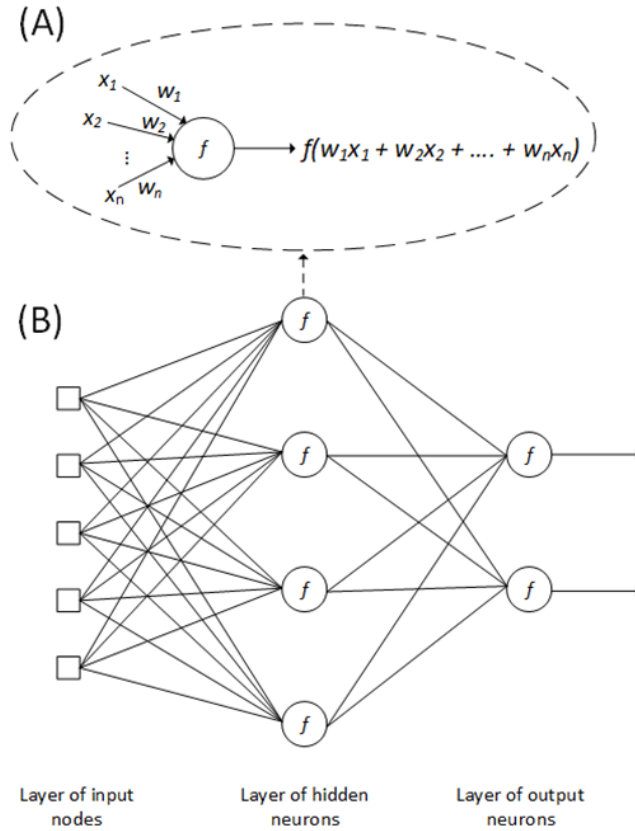 (A)
x1 w1
x2 w2
⋮
xn wn
f
f(w1x1 + w2x2 + .... + wnxn)
(B)
f
f
f
f
f
f
Layer of input
nodes
Layer of hidden
neurons
Layer of output
neurons